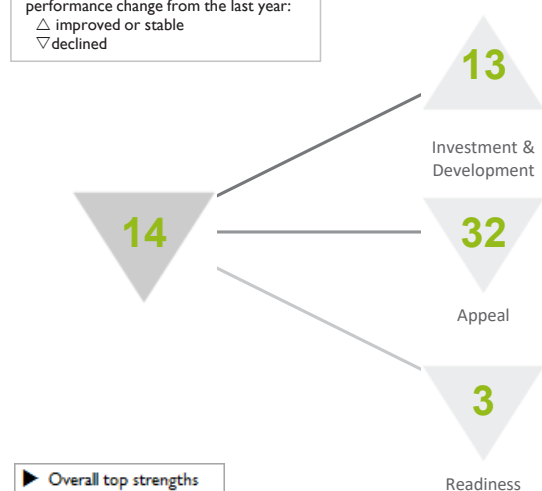 performance change from the last year:
△ improved or stable
▽ declined
13
Investment &
Development
14
32
Appeal
3
Readiness
▶ Overall top strengths